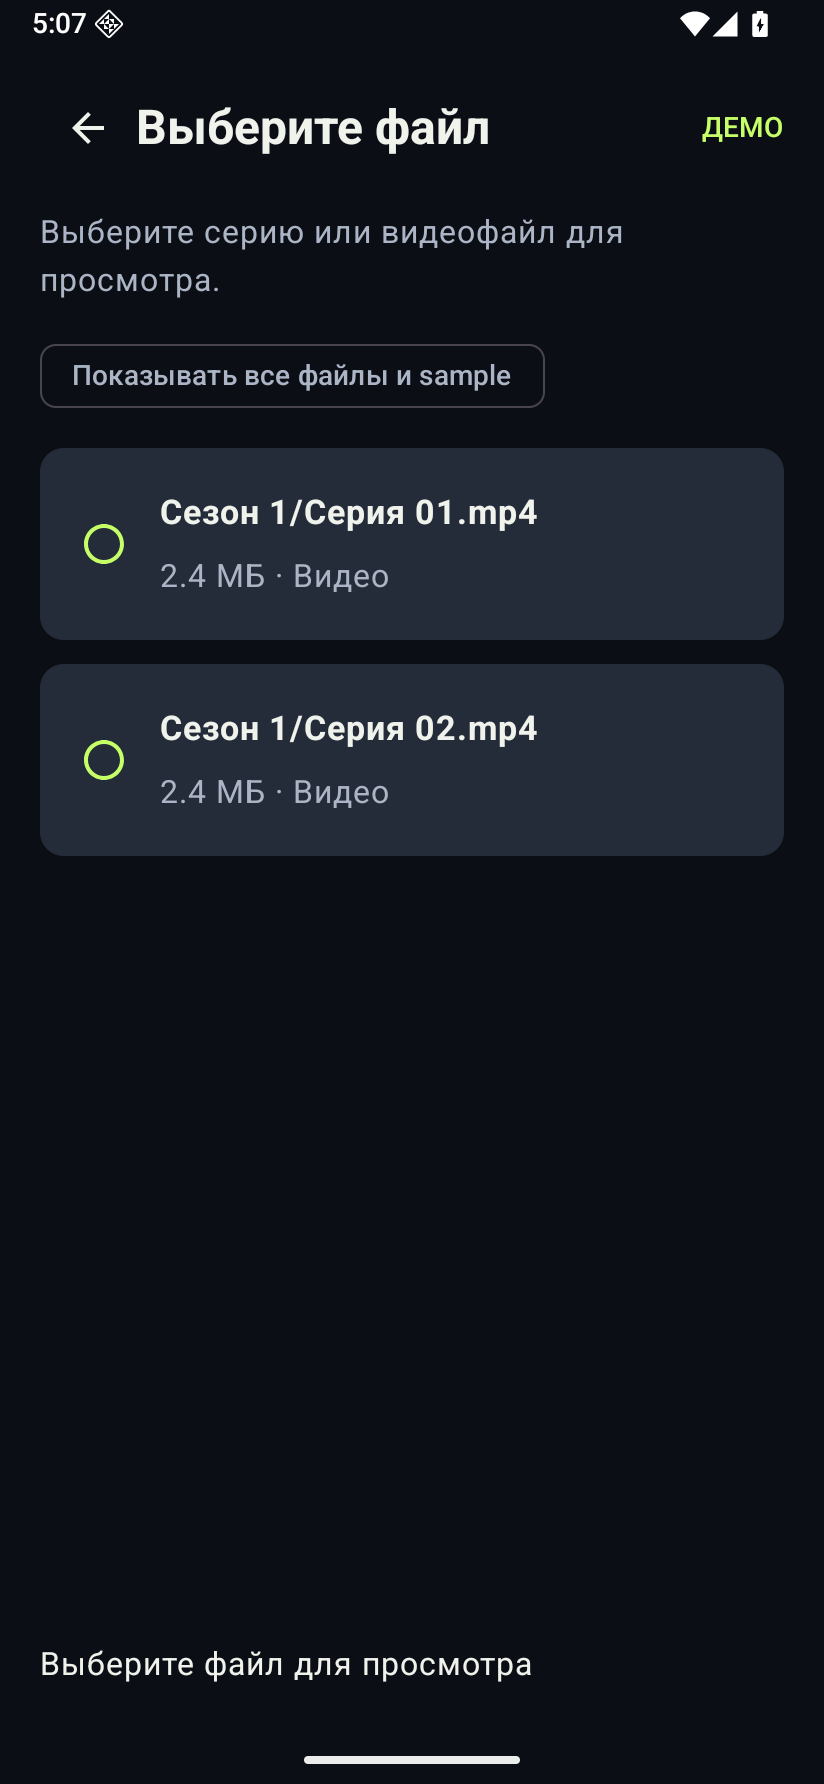 5:07
Выберите файл
ДЕМО
Выберите серию или видеофайл для
просмотра.
Показывать все файлы и sample
Сезон 1/Серия 01.mp4
2.4 МБ · Видео
Сезон 1/Серия 02.mp4
2.4 МБ · Видео
Выберите файл для просмотра